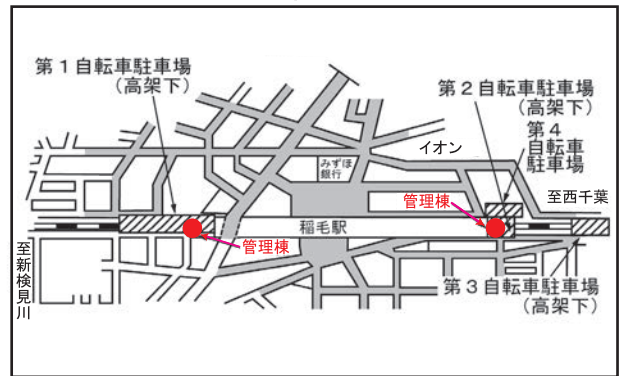 第1自転車駐車場
(高架下)
第2自転車駐車場
(高架下)
イオン
第4
自転車
駐車場
みずほ
銀行
至西千葉
管理棟
稲毛駅
管理棟
至新検見川
第3自転車駐車場
(高架下)